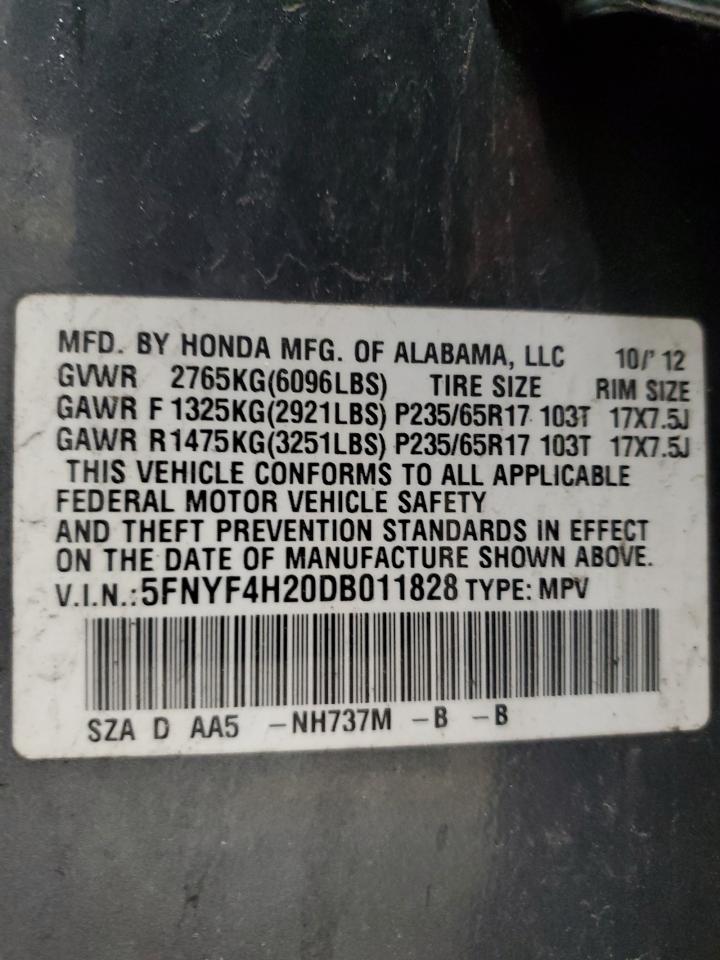 MFD. BY HONDA MFG. OF ALABAMA, LLC 10/' 12
GVWR 2765KG(6096LBS) TIRE SIZE RIM SIZE
GAWR F 1325KG(2921LBS) P235/65R17 103T 17X7.5J
GAWR R1475KG(3251LBS) P235/65R17 103T 17X7.5J
THIS VEHICLE CONFORMS TO ALL APPLICABLE
FEDERAL MOTOR VEHICLE SAFETY
AND THEFT PREVENTION STANDARDS IN EFFECT
ON THE DATE OF MANUFACTURE SHOWN ABOVE.
V.I.N.:5FNYF4H20DB011828 TYPE: MPV
SZA D AA5 –NH737M –B –B